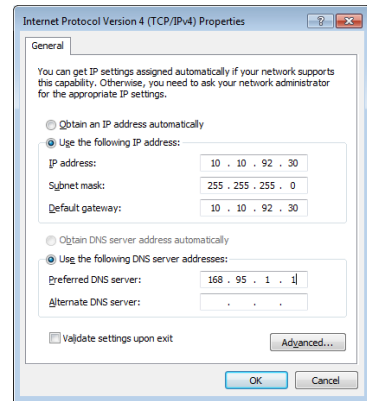 Internet Protocol Version 4 (TCP/IPv4) Properties
General
You can get IP settings assigned automatically if your network supports
this capability. Otherwise, you need to ask your network administrator
for the appropriate IP settings.
Obtain an IP address automatically
Use the following IP address:
IP address: 10 . 10 . 92 . 30
Subnet mask: 255 . 255 . 255 . 0
Default gateway: 10 . 10 . 92 . 30
Obtain DNS server address automatically
Use the following DNS server addresses:
Preferred DNS server: 168 . 95 . 1 . 1
Alternate DNS server: . . .
Validate settings upon exit
Advanced...
OK Cancel